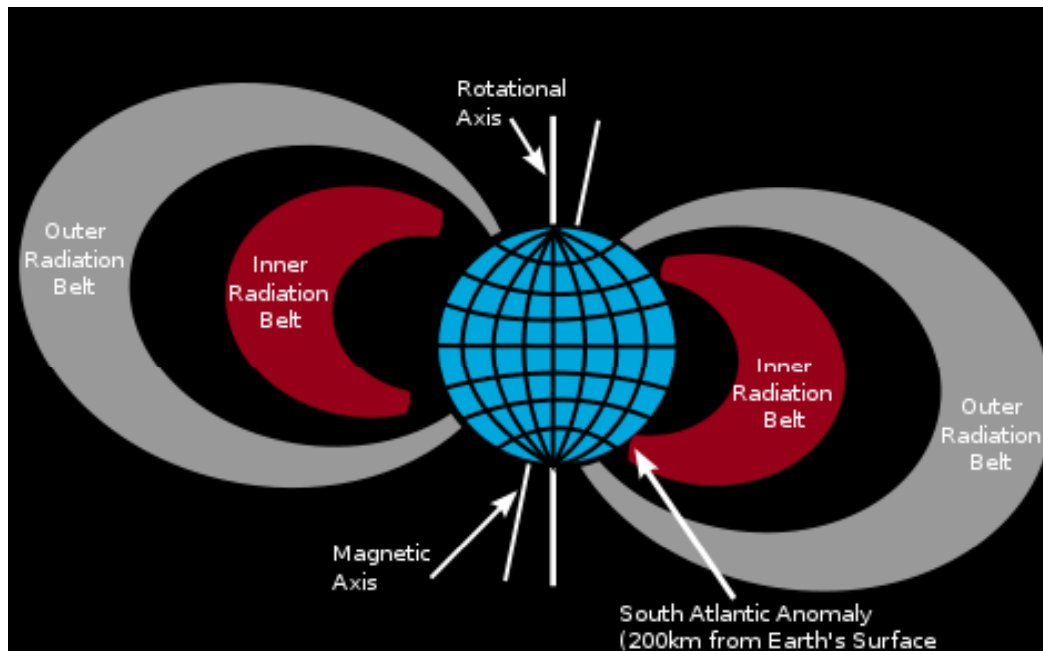 Rotational
Axis
Outer
Radiation
Belt
Inner
Radiation
Belt
Inner
Radiation
Belt
Outer
Radiation
Belt
Magnetic
Axis
South Atlantic Anomaly
(200km from Earth's Surface